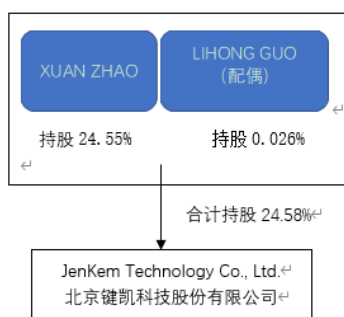 XUAN ZHAO
LIHONG GUO
(配偶)
持股 24.55%
持股 0.026%
合计持股 24.58%
JenKem Technology Co., Ltd.
北京键凯科技股份有限公司